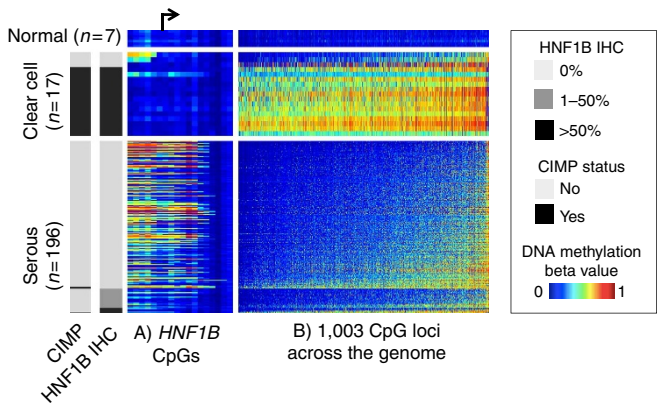 Normal (n=7)
Clear cell
(n=17)
Serous
(n=196)
CIMP
HNF1B IHC
A) HNF1B
CpGs
B) 1,003 CpG loci
across the genome
HNF1B IHC
0%
1–50%
>50%
CIMP status
No
Yes
DNA methylation
beta value
0 1